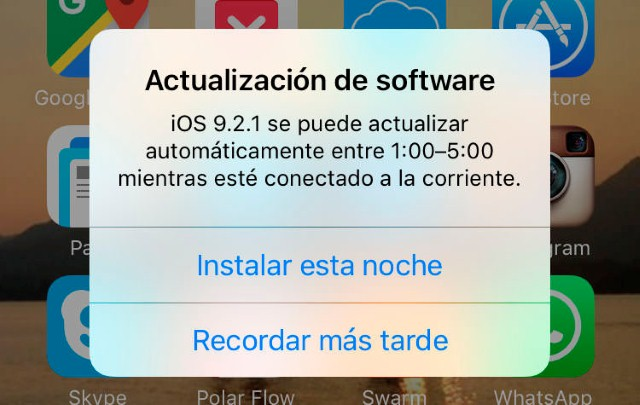 Actualización de software
iOS 9.2.1 se puede actualizar
automáticamente entre 1:00–5:00
mientras esté conectado a la corriente.
Instalar esta noche
Recordar más tarde
G
Googl
tore
Pa
gram
Skype
Polar Flow
Swarm
WhatsApp